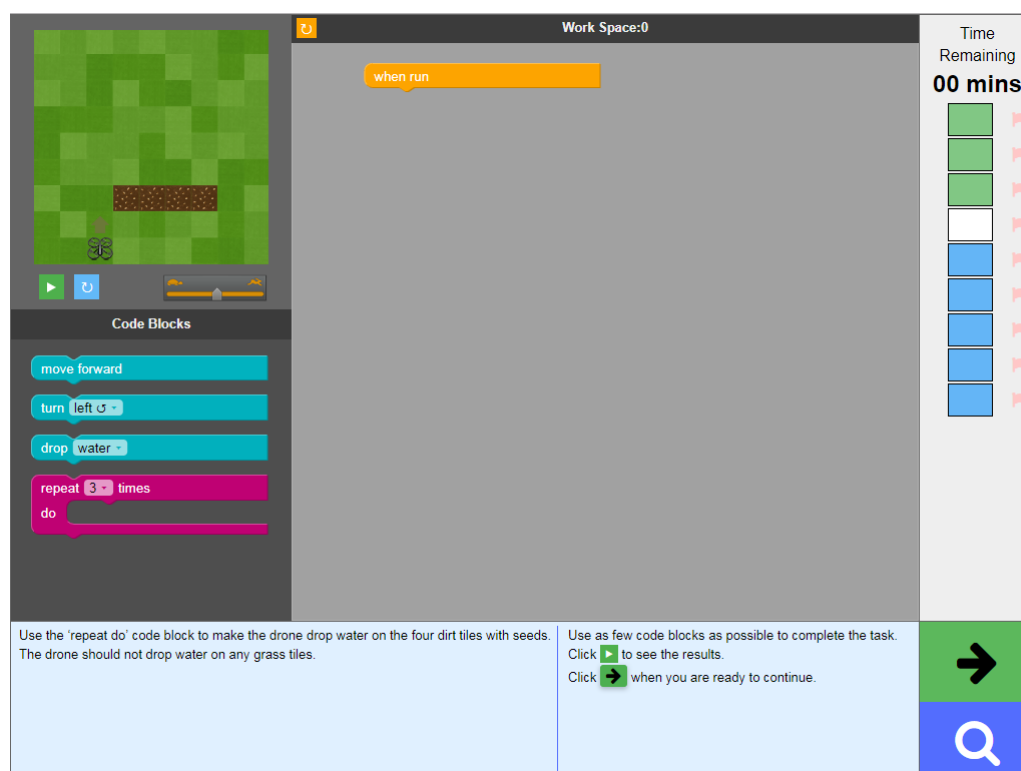 Work Space:0
when run
Time
Remaining
00 mins
Code Blocks
move forward
turn left ↺
drop water
repeat 3 times
do
Use the ‘repeat do’ code block to make the drone drop water on the four dirt tiles with seeds.
The drone should not drop water on any grass tiles.
Use as few code blocks as possible to complete the task.
Click to see the results.
Click when you are ready to continue.